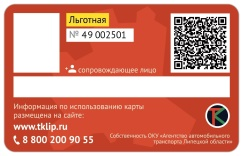 Льготная
№ 49 002501
+ сопровождающее лицо
Информация по использованию карты
размещена на сайте:
www.tklip.ru
8 800 200 90 55
Собственность ОКУ «Агентство автомобильного
транспорта Липецкой области»